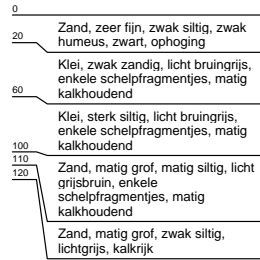 0
Zand, zeer fijn, zwak siltig, zwak
humeus, zwart, ophoging
20
Klei, zwak zandig, licht bruingrijs,
enkele schelpfragmentjes, matig
kalkhoudend
60
Klei, sterk siltig, licht bruingrijs,
enkele schelpfragmentjes, matig
kalkhoudend
100
110
Zand, matig grof, matig siltig, licht
grijsbruin, enkele
schelpfragmentjes, matig
kalkhoudend
120
Zand, matig grof, zwak siltig,
lichtgrijs, kalkrijk